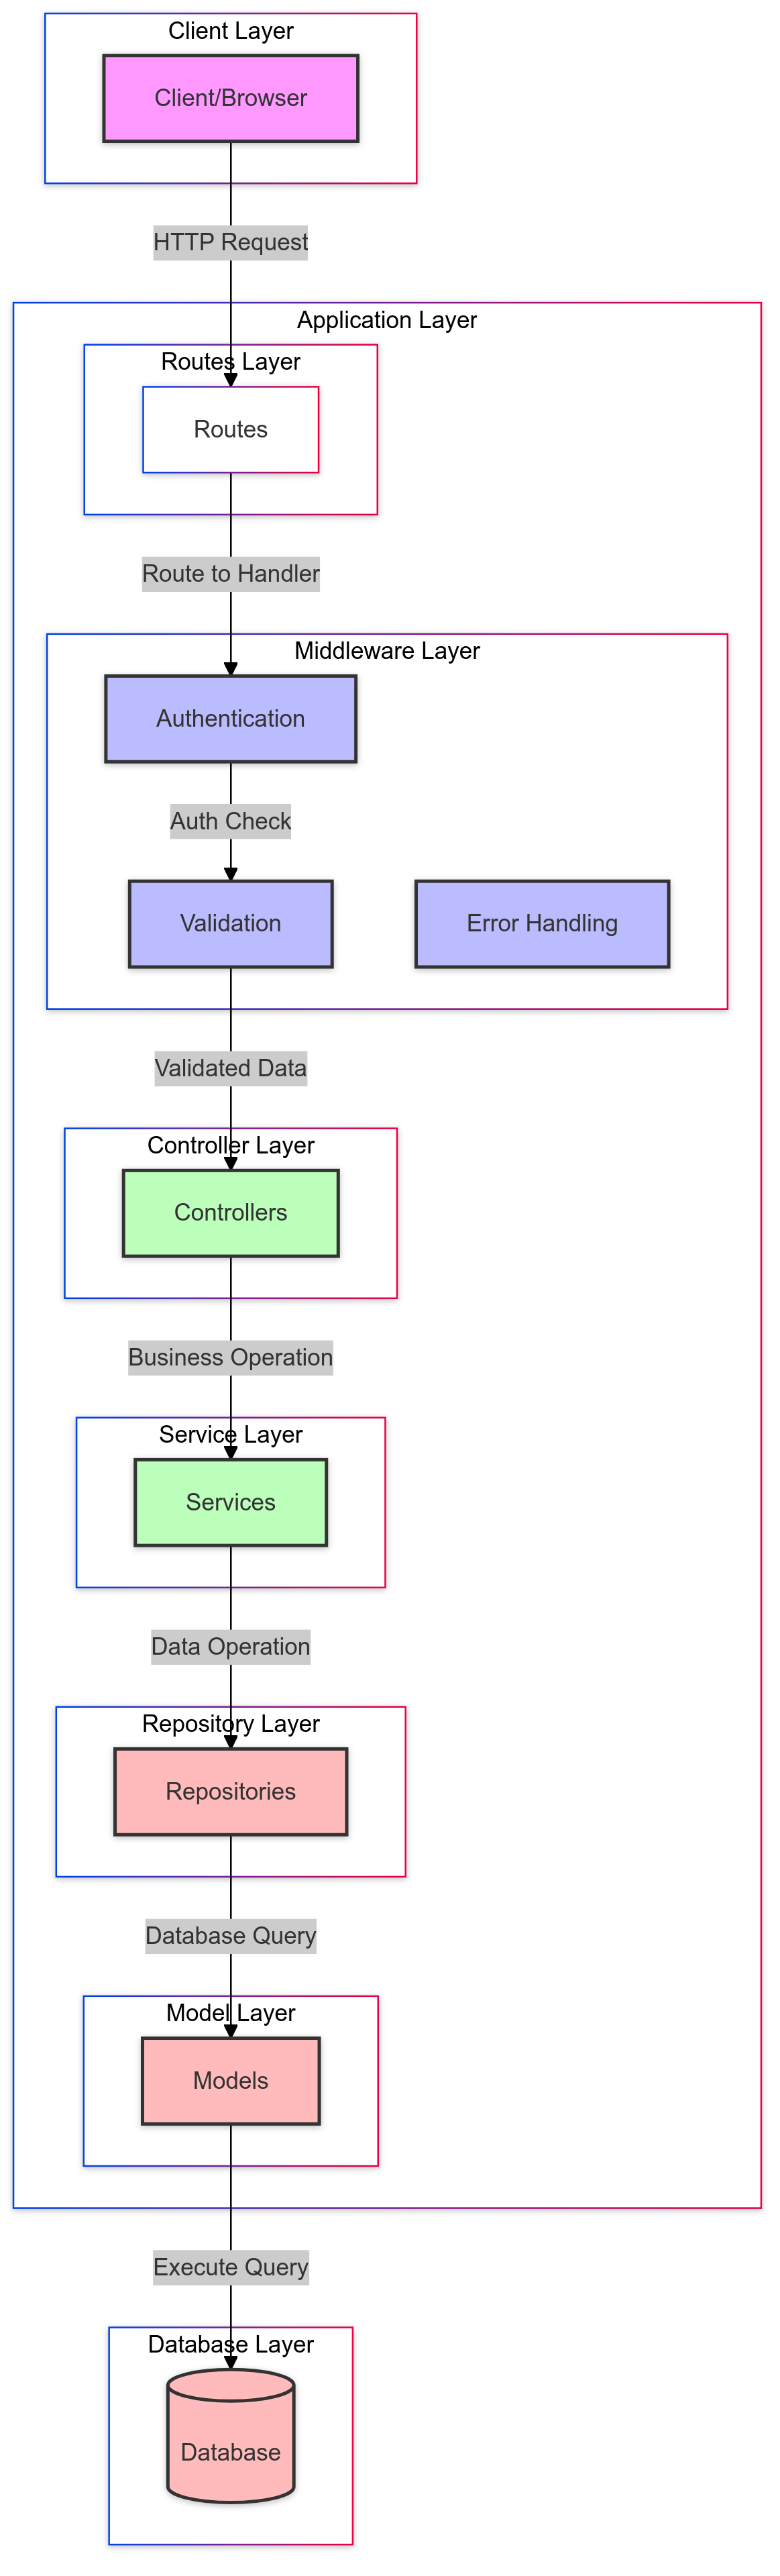 Client Layer
Client/Browser
HTTP Request
Application Layer
Routes Layer
Routes
Route to Handler
Middleware Layer
Authentication
Auth Check
Validation
Error Handling
Validated Data
Controller Layer
Controllers
Business Operation
Service Layer
Services
Data Operation
Repository Layer
Repositories
Database Query
Model Layer
Models
Execute Query
Database Layer
Database